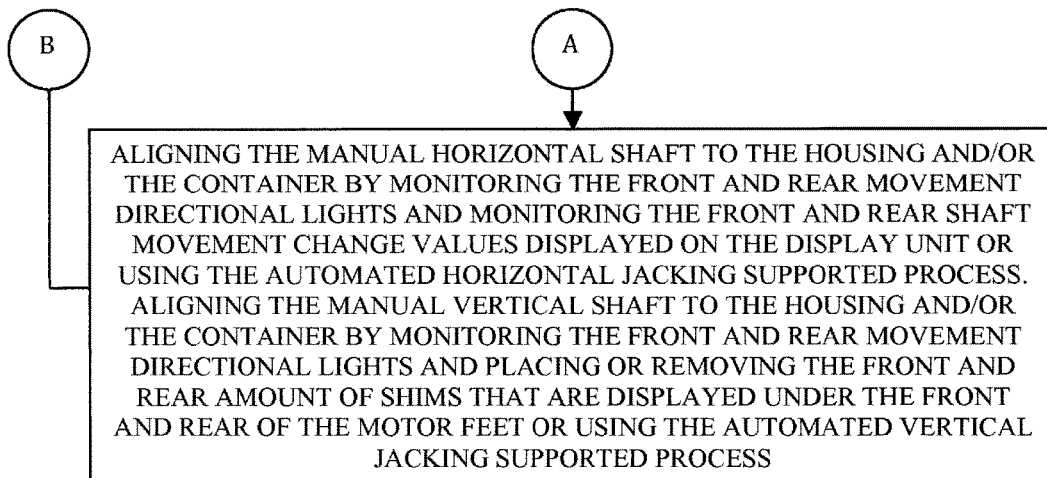 B
A
ALIGNING THE MANUAL HORIZONTAL SHAFT TO THE HOUSING AND/OR
THE CONTAINER BY MONITORING THE FRONT AND REAR MOVEMENT
DIRECTIONAL LIGHTS AND MONITORING THE FRONT AND REAR SHAFT
MOVEMENT CHANGE VALUES DISPLAYED ON THE DISPLAY UNIT OR
USING THE AUTOMATED HORIZONTAL JACKING SUPPORTED PROCESS.
ALIGNING THE MANUAL VERTICAL SHAFT TO THE HOUSING AND/OR
THE CONTAINER BY MONITORING THE FRONT AND REAR MOVEMENT
DIRECTIONAL LIGHTS AND PLACING OR REMOVING THE FRONT AND
REAR AMOUNT OF SHIMS THAT ARE DISPLAYED UNDER THE FRONT
AND REAR OF THE MOTOR FEET OR USING THE AUTOMATED VERTICAL
JACKING SUPPORTED PROCESS